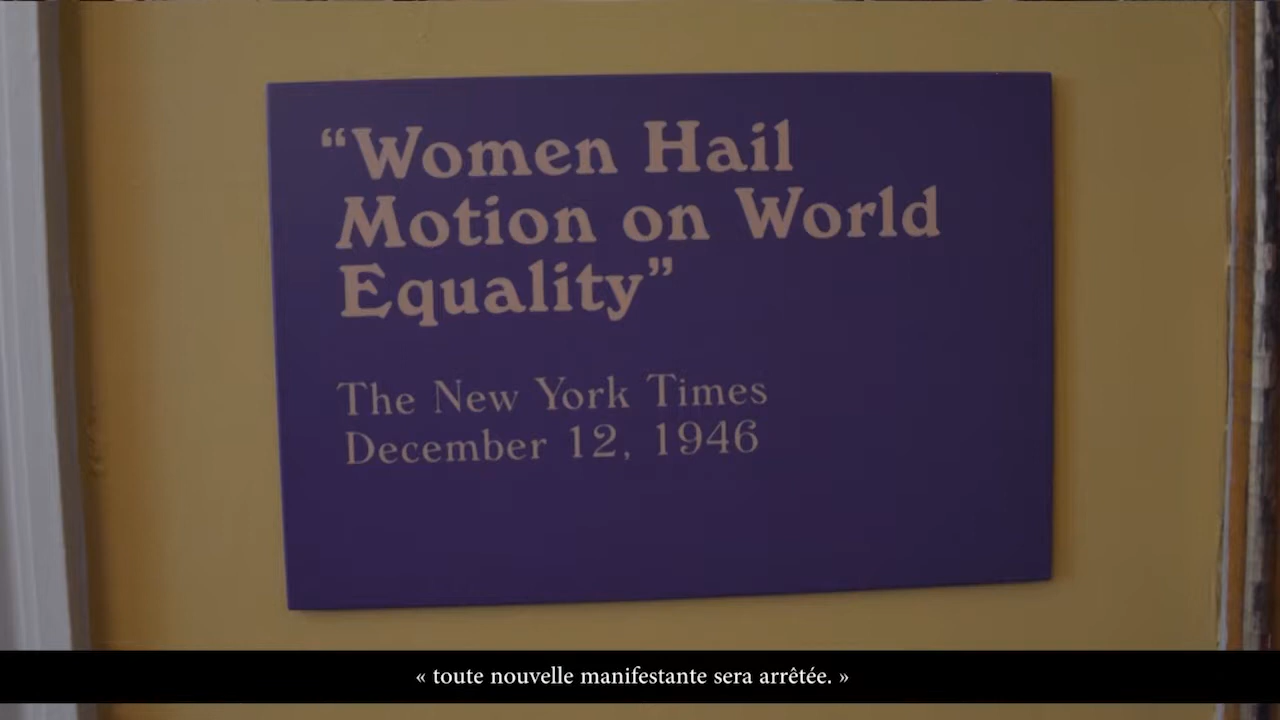 “Women Hail
Motion on World
Equality”
The New York Times
December 12, 1946
« toute nouvelle manifestante sera arrêtée. »